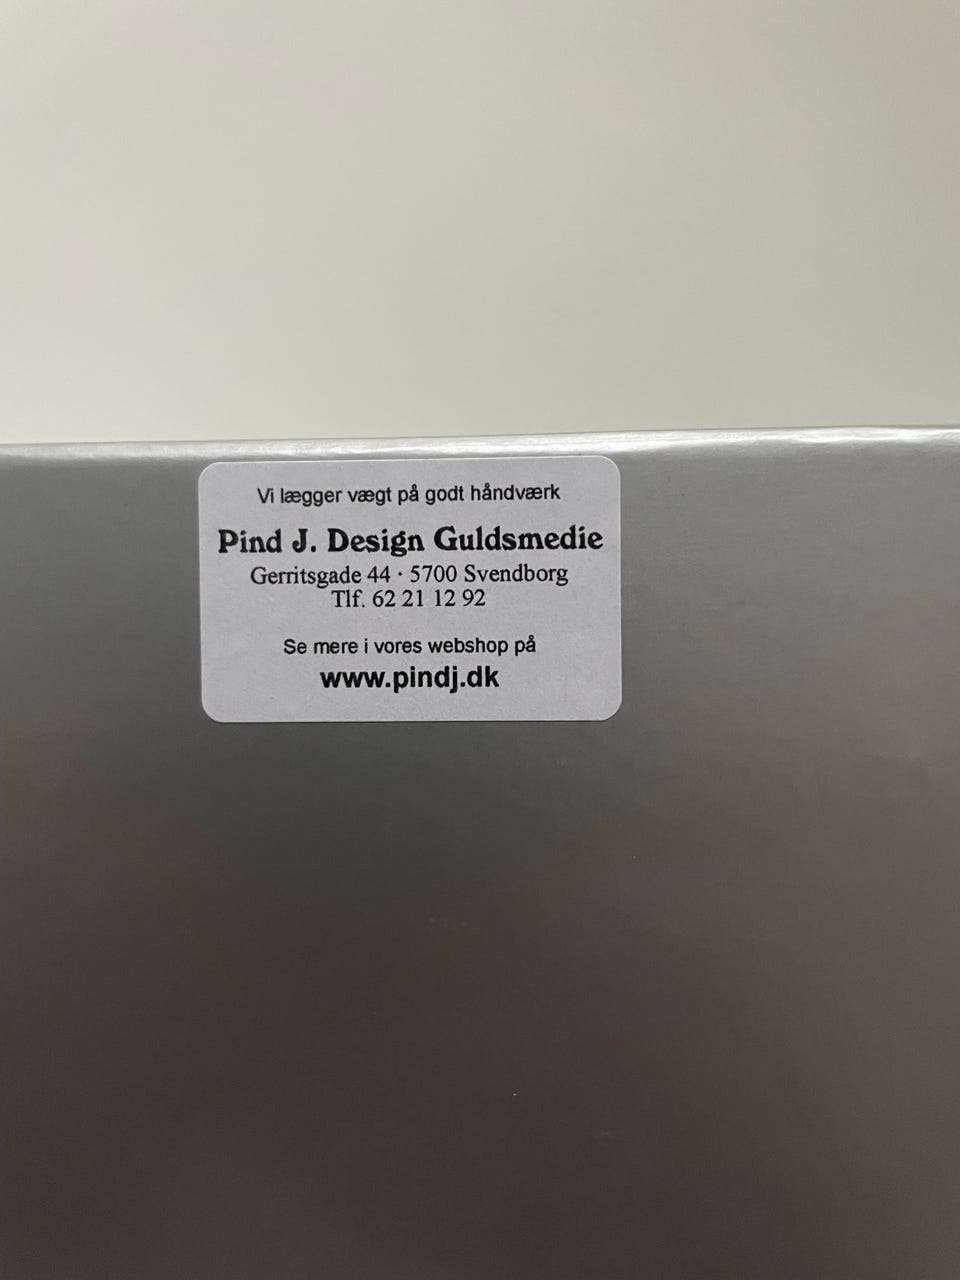 Vi lægger vægt på godt håndværk
Pind J. Design Guldsmedie
Gerritsgade 44 · 5700 Svendborg
Tlf. 62 21 12 92
Se mere i vores webshop på
www.pindj.dk